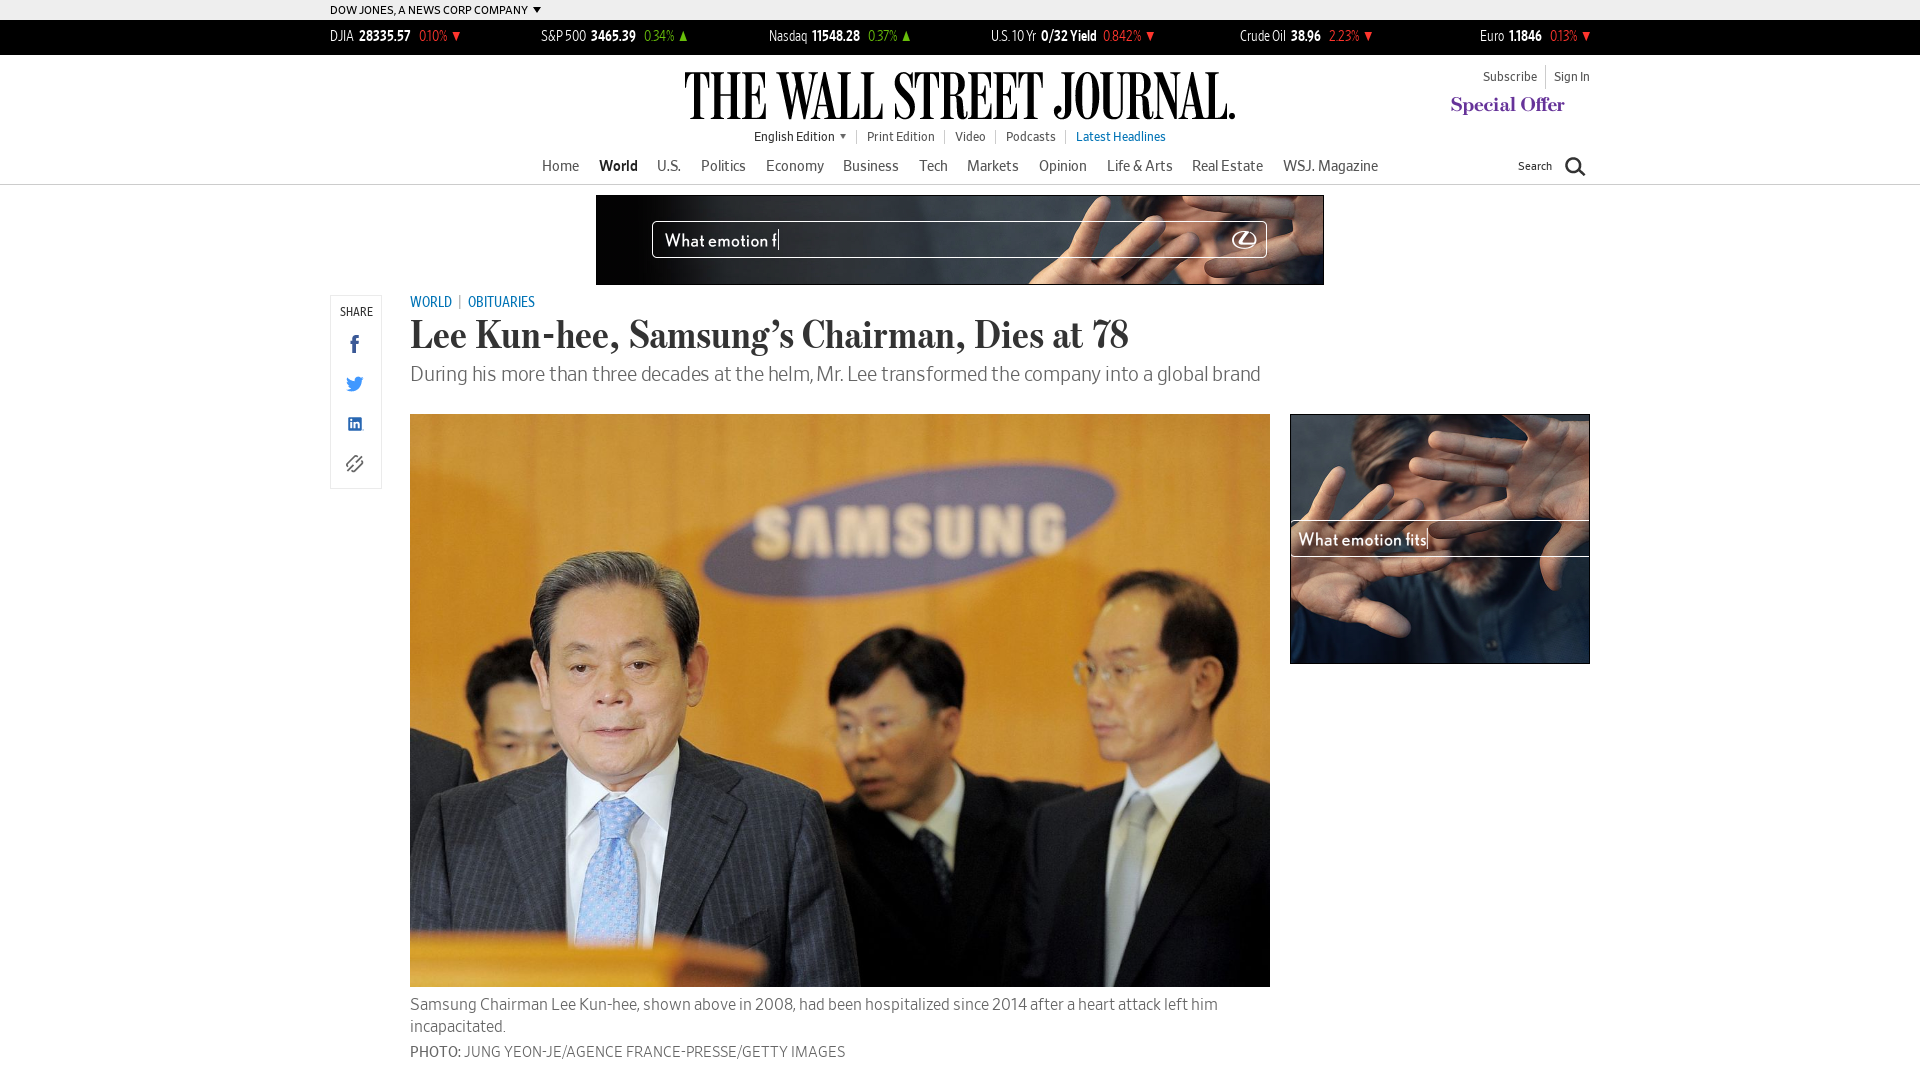 DOW JONES, A NEWS CORP COMPANY
DJIA 28335.57 0.10% S&P 500 3465.39 0.34% Nasdaq 11548.28 0.37% U.S. 10 Yr 0/32 Yield 0.842% Crude Oil 38.96 2.23% Euro 1.1846 0.13%
Subscribe Sign In
THE WALL STREET JOURNAL.
Special Offer
English Edition Print Edition Video Podcasts Latest Headlines
Home World U.S. Politics Economy Business Tech Markets Opinion Life & Arts Real Estate WSJ. Magazine Search
What emotion f
WORLD | OBITUARIES
SHARE
Lee Kun-hee, Samsung’s Chairman, Dies at 78
During his more than three decades at the helm, Mr. Lee transformed the company into a global brand
SAMSUNG
What emotion fits
Samsung Chairman Lee Kun-hee, shown above in 2008, had been hospitalized since 2014 after a heart attack left him
incapacitated.
PHOTO: JUNG YEON-JE/AGENCE FRANCE-PRESSE/GETTY IMAGES